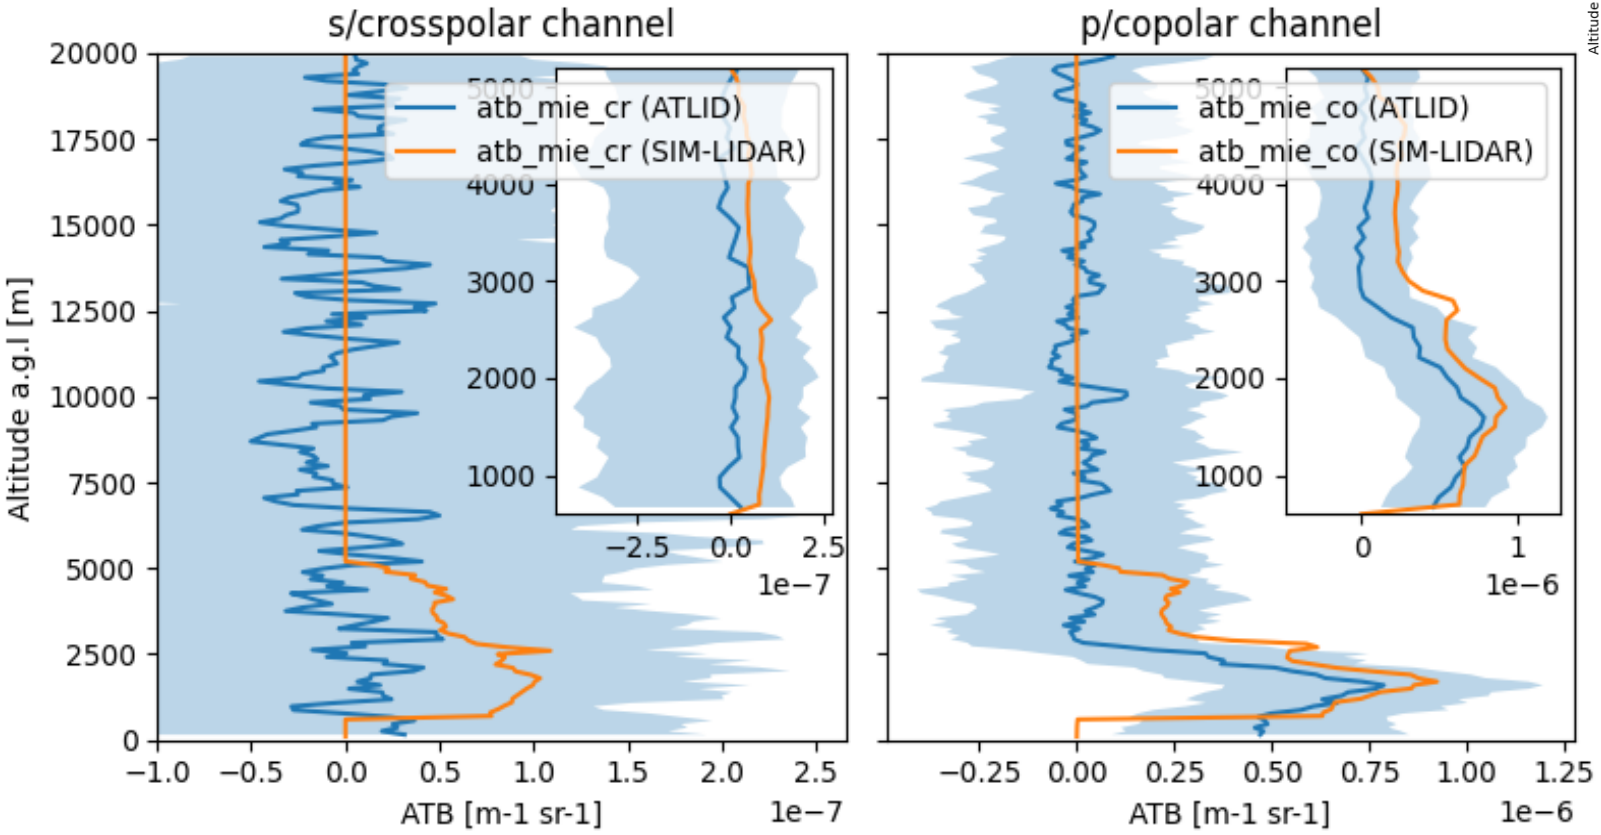 s/crosspolar channel
p/copolar channel
Altitude
20000
17500
15000
12500
10000
7500
5000
2500
0
Altitude a.g.l [m]
atb_mie_cr (ATLID)
atb_mie_cr (SIM-LIDAR)
5000
4000
3000
2000
1000
−2.5 0.0 2.5
1e−7
−1.0 −0.5 0.0 0.5 1.0 1.5 2.0 2.5
ATB [m-1 sr-1]
1e−7
atb_mie_co (ATLID)
atb_mie_co (SIM-LIDAR)
5000
4000
3000
2000
1000
0 1
1e−6
−0.25 0.00 0.25 0.50 0.75 1.00 1.25
ATB [m-1 sr-1]
1e−6